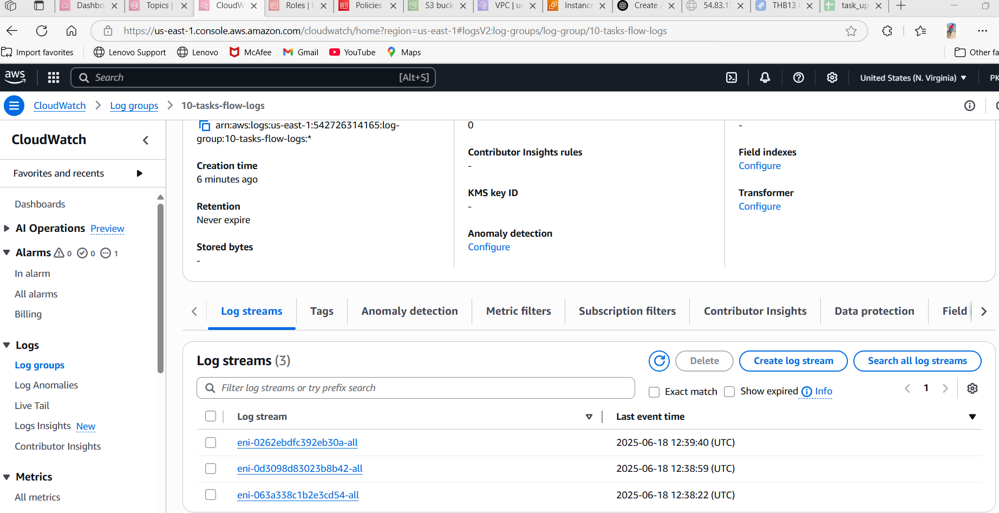 Dashbo
Topics |
CloudW
Roles | I
Policies
S3 buck
VPC | us
Instance
Create A
54.83.15
THB13 b
task_up
https://us-east-1.console.aws.amazon.com/cloudwatch/home?region=us-east-1#logsV2:log-groups/log-group/10-tasks-flow-logs
Import favorites
Lenovo Support
Lenovo
McAfee
Gmail
YouTube
Maps
Other fa
aws
Search
[Alt+S]
United States (N. Virginia)
PK
CloudWatch
Log groups
10-tasks-flow-logs
CloudWatch
Favorites and recents
Dashboards
AI Operations Preview
Alarms 0 0 1
In alarm
All alarms
Billing
Logs
Log groups
Log Anomalies
Live Tail
Logs Insights New
Contributor Insights
Metrics
All metrics
arn:aws:logs:us-east-1:542726314165:log-
group:10-tasks-flow-logs:*
Creation time
6 minutes ago
Retention
Never expire
Stored bytes
-
0
Contributor Insights rules
-
KMS key ID
-
Anomaly detection
Configure
-
Field indexes
Configure
Transformer
Configure
Log streams
Tags
Anomaly detection
Metric filters
Subscription filters
Contributor Insights
Data protection
Field i
Log streams (3)
Delete
Create log stream
Search all log streams
Filter log streams or try prefix search
Exact match
Show expired
Info
1
Log stream
Last event time
eni-0262ebdfc392eb30a-all
2025-06-18 12:39:40 (UTC)
eni-0d3098d83023b8b42-all
2025-06-18 12:38:59 (UTC)
eni-063a338c1b2e3cd54-all
2025-06-18 12:38:22 (UTC)